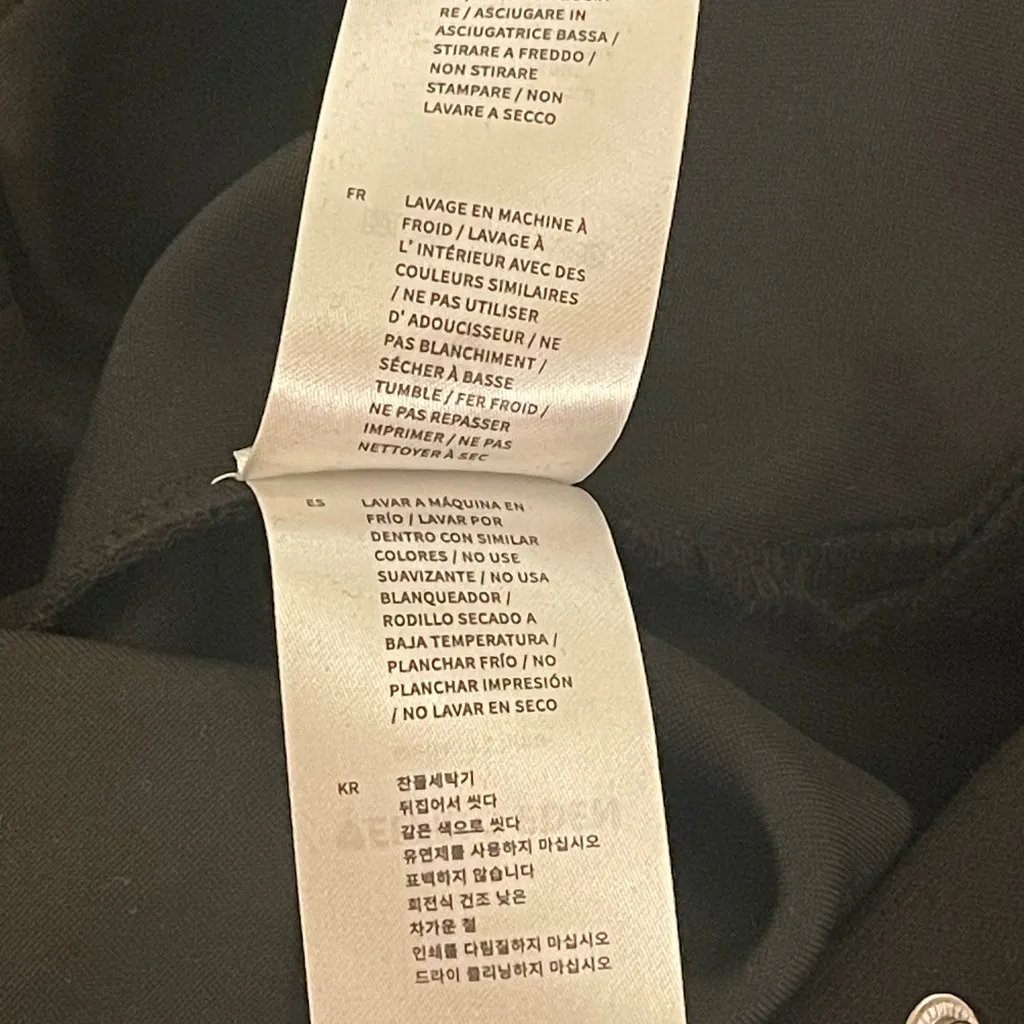 RE / ASCIUGARE IN
ASCIUGATRICE BASSA /
STIRARE A FREDDO /
NON STIRARE
STAMPARE / NON
LAVARE A SECCO
FR LAVAGE EN MACHINE À
FROID / LAVAGE À
L' INTÉRIEUR AVEC DES
COULEURS SIMILAIRES
/ NE PAS UTILISER
D' ADOUCISSEUR / NE
PAS BLANCHIMENT /
SÉCHER À BASSE
TUMBLE / FER FROID /
NE PAS REPASSER
IMPRIMER / NE PAS
NETTOYER À SEC
ES LAVAR A MÁQUINA EN
FRÍO / LAVAR POR
DENTRO CON SIMILAR
COLORES / NO USE
SUAVIZANTE / NO USA
BLANQUEADOR /
RODILLO SECADO A
BAJA TEMPERATURA /
PLANCHAR FRÍO / NO
PLANCHAR IMPRESIÓN
/ NO LAVAR EN SECO
KR 찬물세탁기
뒤집어서 씻다
같은 색으로 씻다
유연제를 사용하지 마십시오
표백하지 않습니다
회전식 건조 낮은
차가운 철
인쇄를 다림질하지 마십시오
드라이 클리닝하지 마십시오